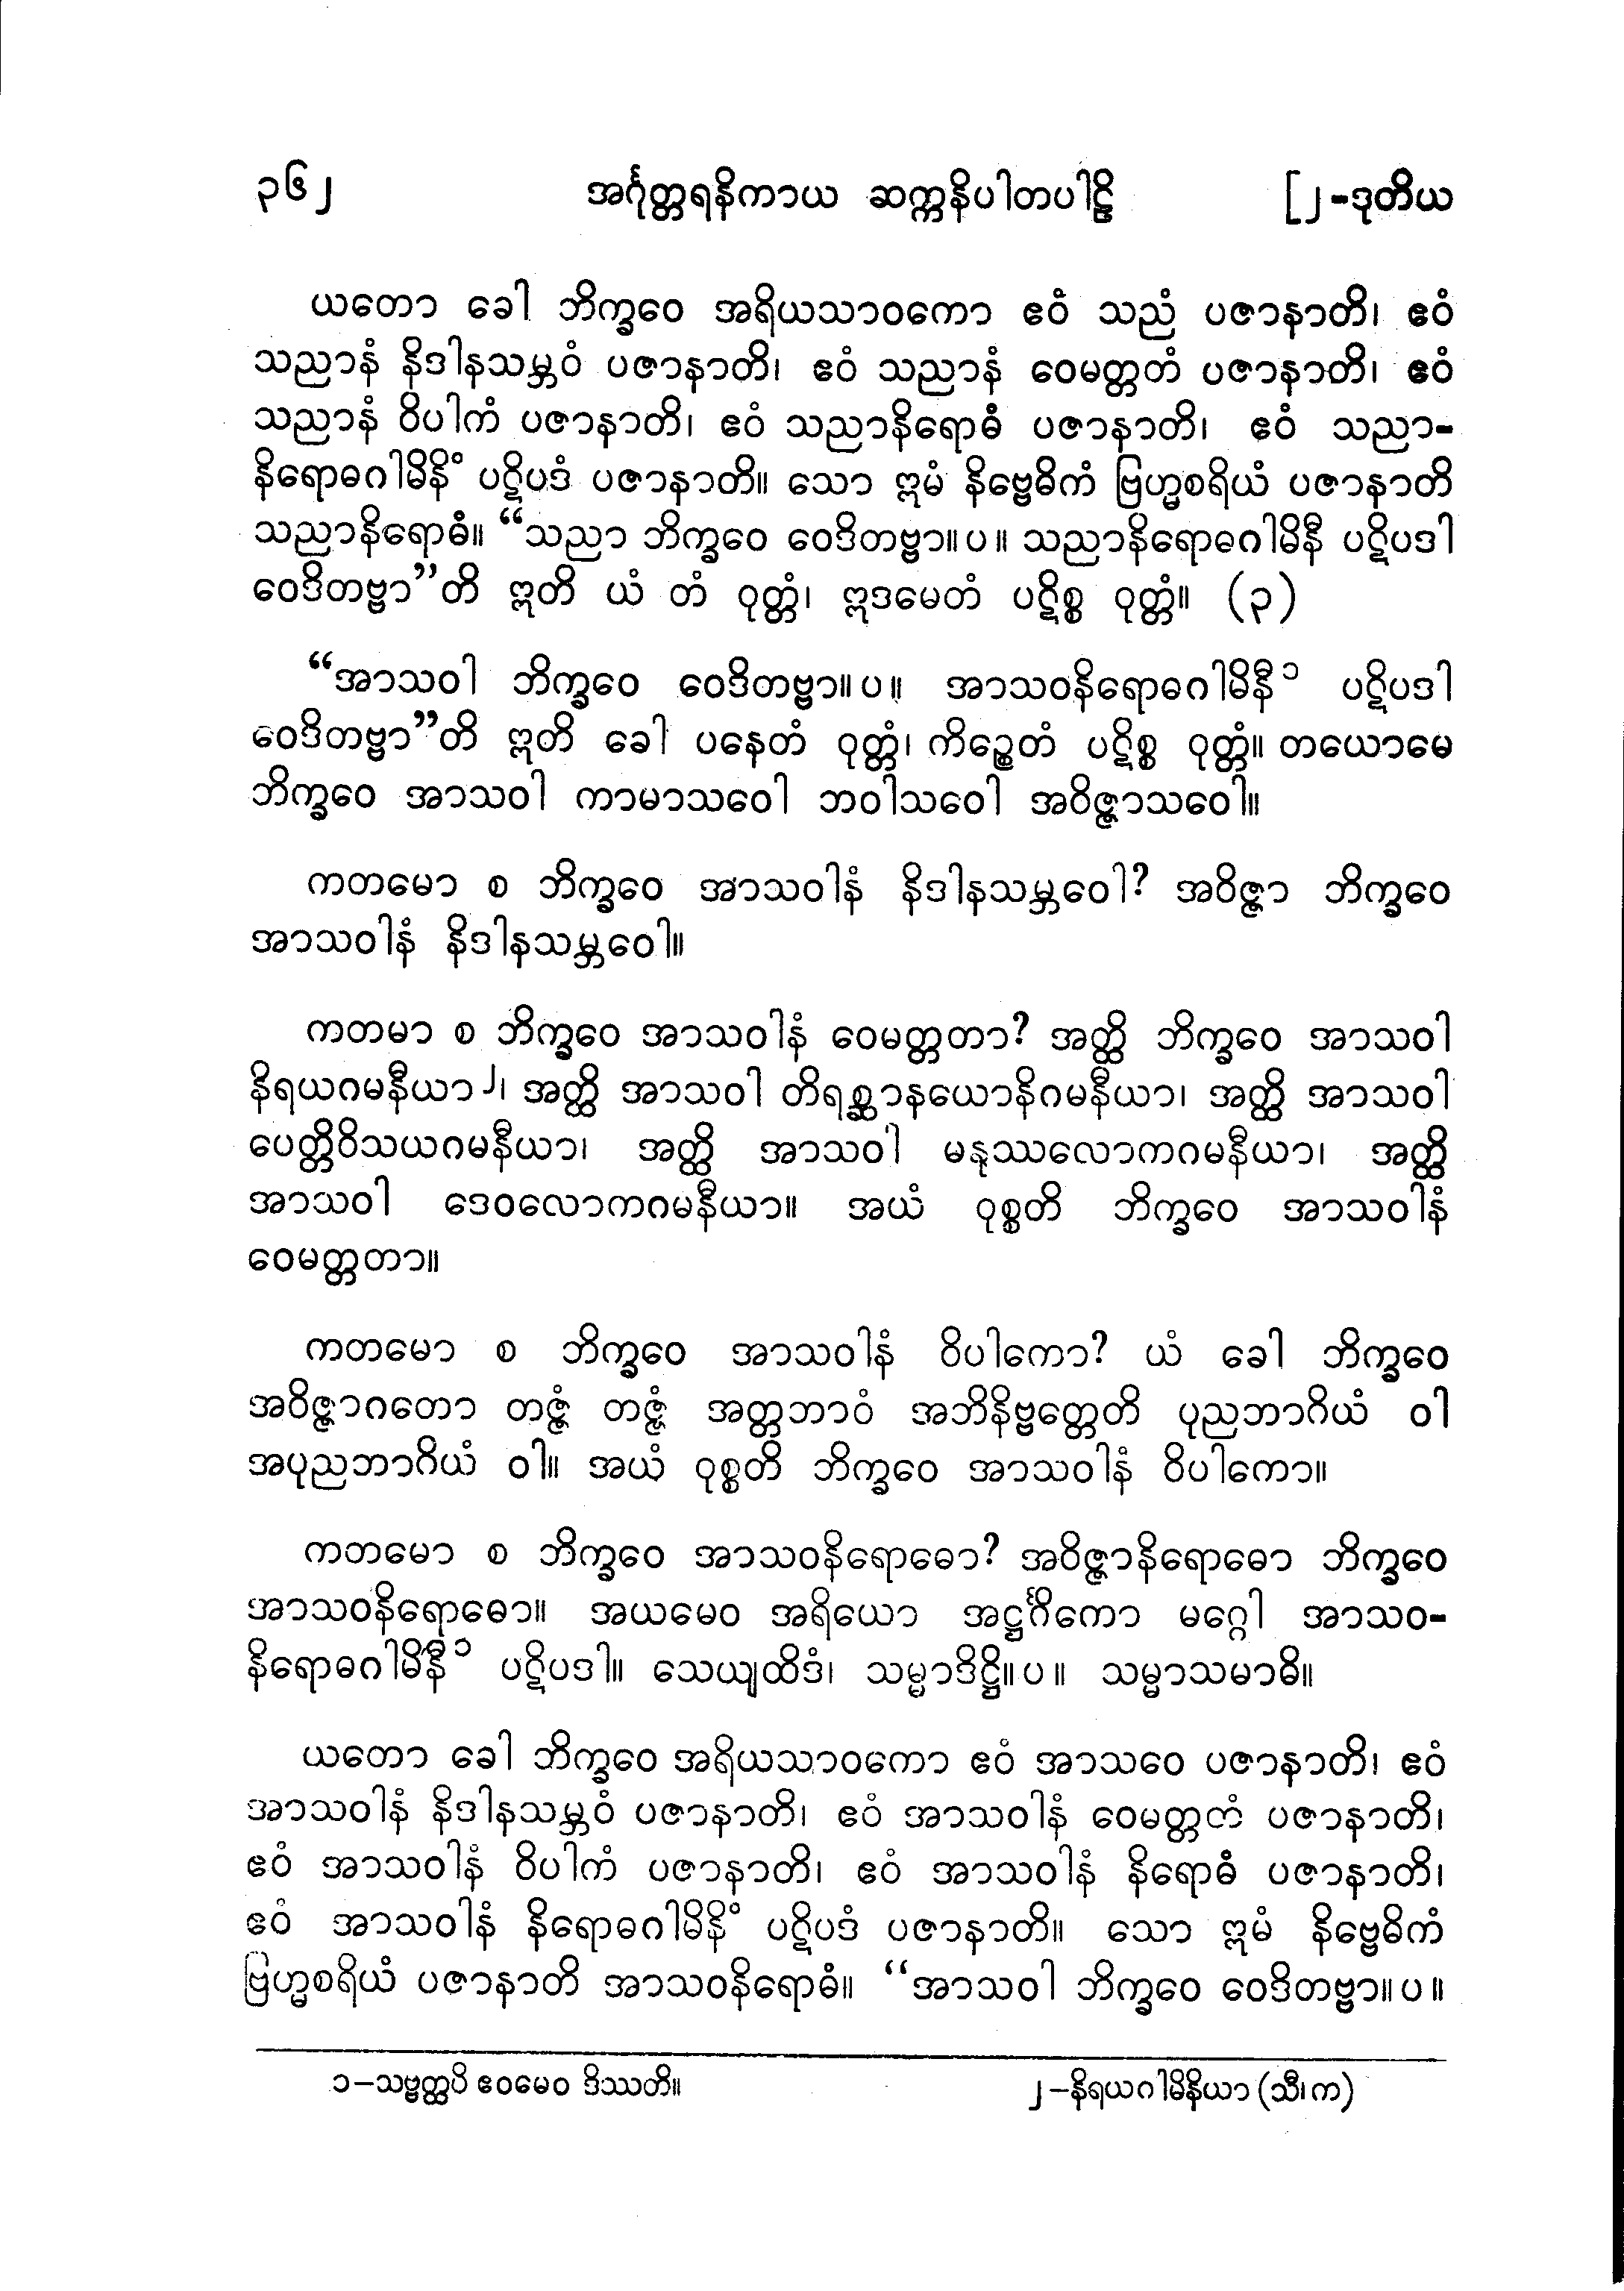 ၃၆၂ အင်္ဂုတ္တရနိကာယ ဆက္ကနိပါတပါဠိ [၂-ဒုတိယ
ယတော ခေါ ဘိက္ခဝေ အရိယသာဝကော ဧဝံ သညံ ပဇာနာတိ၊ ဧဝံ
သညာနံ နိဒါနသမ္ဘဝံ ပဇာနာတိ၊ ဧဝံ သညာနံ ဝေမတ္တတံ ပဇာနာတိ၊ ဧဝံ
သညာနံ ဝိပါကံ ပဇာနာတိ၊ ဧဝံ သညာနိရောဓံ ပဇာနာတိ၊ ဧဝံ သညာ-
နိရောဓဂါမိနိံ ပဋိပဒံ ပဇာနာတိ။ သော ဣမံ နိဗ္ဗေဓိကံ ဗြဟ္မစရိယံ ပဇာနာတိ
သညာနိရောဓံ။ “သညာ ဘိက္ခဝေ ဝေဒိတဗ္ဗာ။ပ။ သညာနိရောဓဂါမိနီ ပဋိပဒါ
ဝေဒိတဗ္ဗာ”တိ ဣတိ ယံ တံ ဝုတ္တံ၊ ဣဒမေတံ ပဋိစ္စ ဝုတ္တံ။ (၃)
“အာသဝါ ဘိက္ခဝေ ဝေဒိတဗ္ဗာ။ပ။ အာသဝနိရောဓဂါမိနီ၁ ပဋိပဒါ
ဝေဒိတဗ္ဗာ”တိ ဣတိ ခေါ ပနေတံ ဝုတ္တံ၊ ကိဉ္စေတံ ပဋိစ္စ ဝုတ္တံ။ တယောမေ
ဘိက္ခဝေ အာသဝါ ကာမာသဝေါ ဘဝါသဝေါ အဝိဇ္ဇာသဝေါ။
ကတမော စ ဘိက္ခဝေ အာသဝါနံ နိဒါနသမ္ဘဝေါ? အဝိဇ္ဇာ ဘိက္ခဝေ
အာသဝါနံ နိဒါနသမ္ဘဝေါ။
ကတမာ စ ဘိက္ခဝေ အာသဝါနံ ဝေမတ္တတာ? အတ္ထိ ဘိက္ခဝေ အာသဝါ
နိရယဂမနီယာ၂၊ အတ္ထိ အာသဝါ တိရစ္ဆာနယောနိဂမနီယာ၊ အတ္ထိ အာသဝါ
ပေတ္တိဝိသယဂမနီယာ၊ အတ္ထိ အာသဝါ မနုဿလောကဂမနီယာ၊ အတ္ထိ
အာသဝါ ဒေဝလောကဂမနီယာ။ အယံ ဝုစ္စတိ ဘိက္ခဝေ အာသဝါနံ
ဝေမတ္တတာ။
ကတမော စ ဘိက္ခဝေ အာသဝါနံ ဝိပါကော? ယံ ခေါ ဘိက္ခဝေ
အဝိဇ္ဇာဂတော တဇ္ဇံ တဇ္ဇံ အတ္တဘာဝံ အဘိနိဗ္ဗတ္တေတိ ပုညဘာဂိယံ ဝါ
အပုညဘာဂိယံ ဝါ။ အယံ ဝုစ္စတိ ဘိက္ခဝေ အာသဝါနံ ဝိပါကော။
ကတမော စ ဘိက္ခဝေ အာသဝနိရောဓော? အဝိဇ္ဇာနိရောဓော ဘိက္ခဝေ
အာသဝနိရောဓော။ အယမေဝ အရိယော အဋ္ဌင်္ဂိကော မဂ္ဂေါ အာသဝ-
နိရောဓဂါမိနီ၁ ပဋိပဒါ။ သေယျထိဒံ၊ သမ္မာဒိဋ္ဌိ။ပ။ သမ္မာသမာဓိ။
ယတော ခေါ ဘိက္ခဝေ အရိယသာဝကော ဧဝံ အာသဝေ ပဇာနာတိ၊ ဧဝံ
အာသဝါနံ နိဒါနသမ္ဘဝံ ပဇာနာတိ၊ ဧဝံ အာသဝါနံ ဝေမတ္တတံ ပဇာနာတိ၊
ဧဝံ အာသဝါနံ ဝိပါကံ ပဇာနာတိ၊ ဧဝံ အာသဝါနံ နိရောဓံ ပဇာနာတိ၊
ဧဝံ အာသဝါနံ နိရောဓဂါမိနိံ ပဋိပဒံ ပဇာနာတိ။ သော ဣမံ နိဗ္ဗေဓိကံ
ဗြဟ္မစရိယံ ပဇာနာတိ အာသဝနိရောဓံ။ “အာသဝါ ဘိက္ခဝေ ဝေဒိတဗ္ဗာ။ပ။
၁-သဗ္ဗတ္ထပိ ဧဝမေဝ ဒိဿတိ။ ၂-နိရယဂါမိနိယာ (သီ၊က)